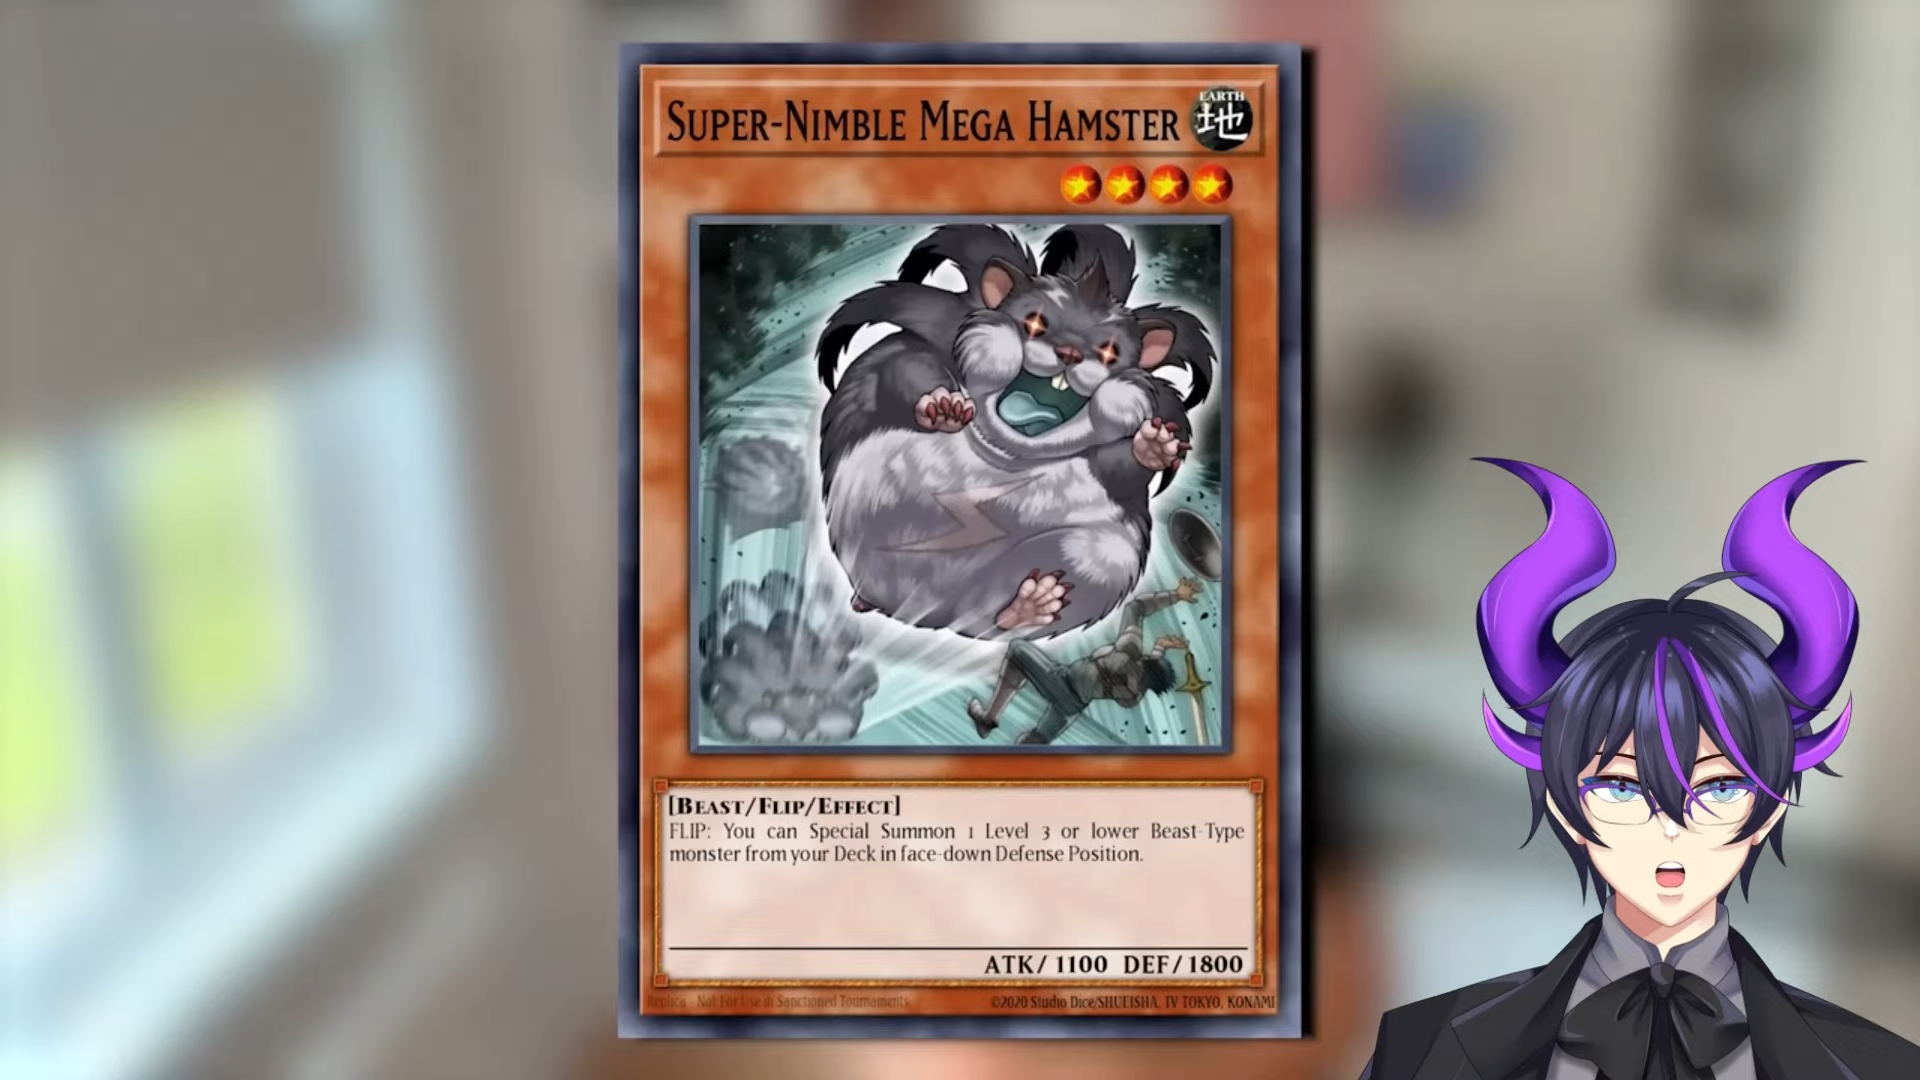 SUPER-NIMBLE MEGA HAMSTER
EARTH
地
[BEAST/FLIP/EFFECT]
FLIP: You can Special Summon 1 Level 3 or lower Beast-Type
monster from your Deck in face-down Defense Position.
ATK/ 1100 DEF/ 1800
Replica - Not For Use in Sanctioned Tournaments
©2020 Studio Dice/SHUEISHA, TV TOKYO, KONAMI